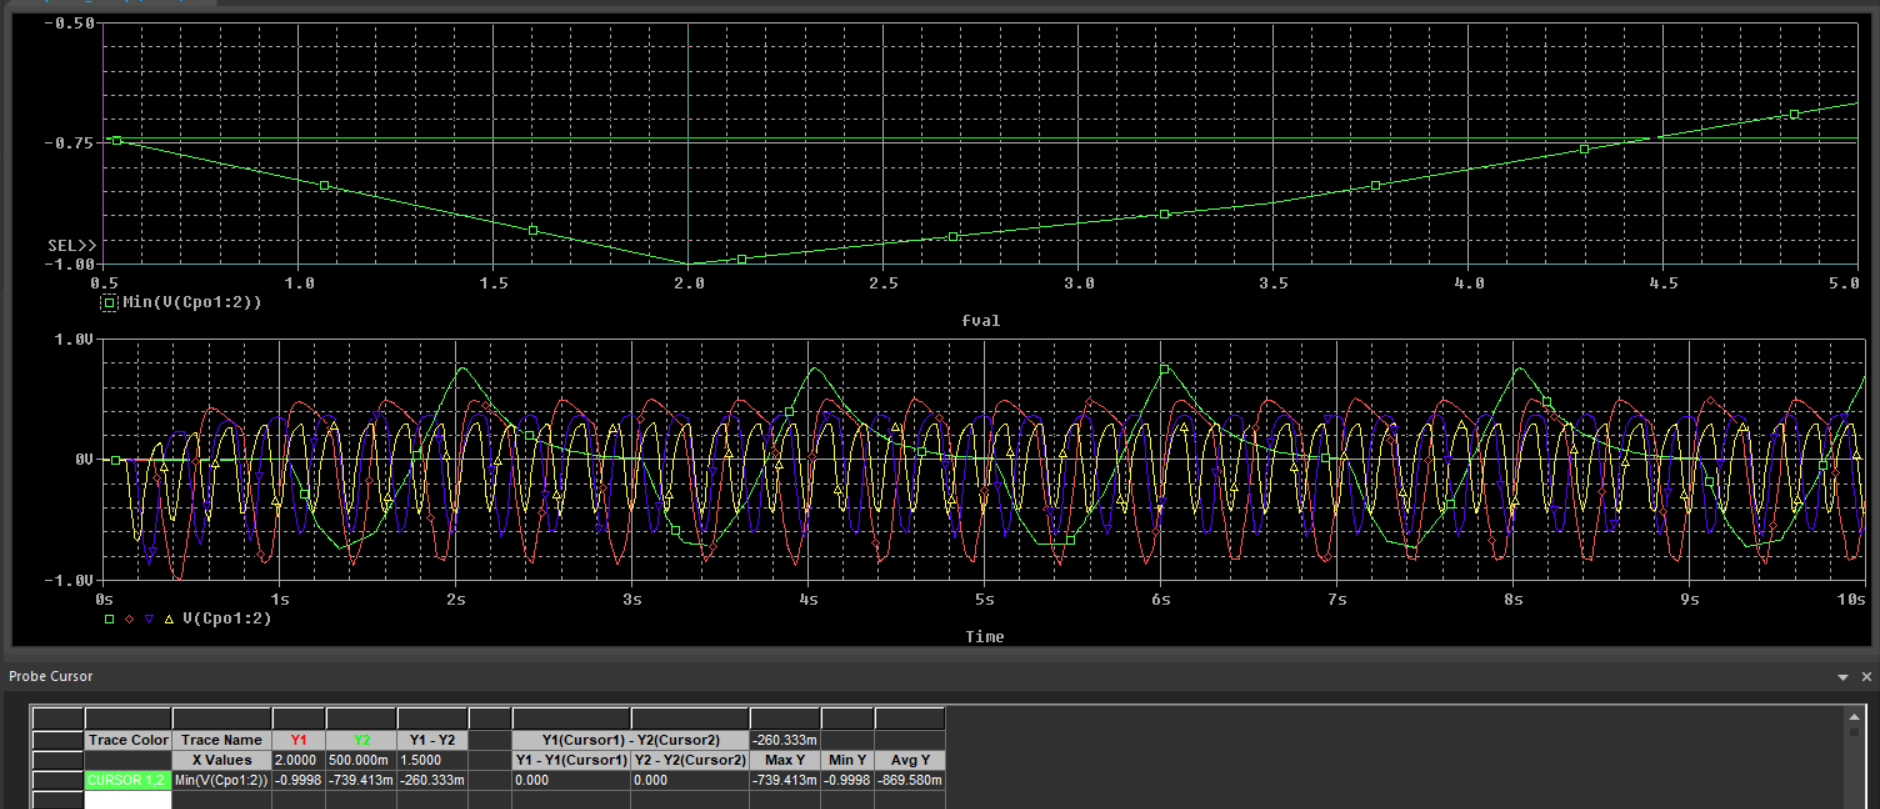 -0.50
-0.75
SEL>>
-1.00
0.5 1.0 1.5 2.0 2.5 3.0 3.5 4.0 4.5 5.0
Min(V(Cpo1:2))
fval
1.0V
0V
-1.0V
0s 1s 2s 3s 4s 5s 6s 7s 8s 9s 10s
V(Cpo1:2)
Time
Probe Cursor
Trace Color Trace Name Y1 Y2 Y1 - Y2 Y1(Cursor1) - Y2(Cursor2) -260.333m
X Values 2.0000 500.000m 1.5000 Y1 - Y1(Cursor1) Y2 - Y2(Cursor2) Max Y Min Y Avg Y
CURSOR 1,2 Min(V(Cpo1:2)) -0.9998 -739.413m -260.333m 0.000 0.000 -739.413m -0.9998 -869.580m